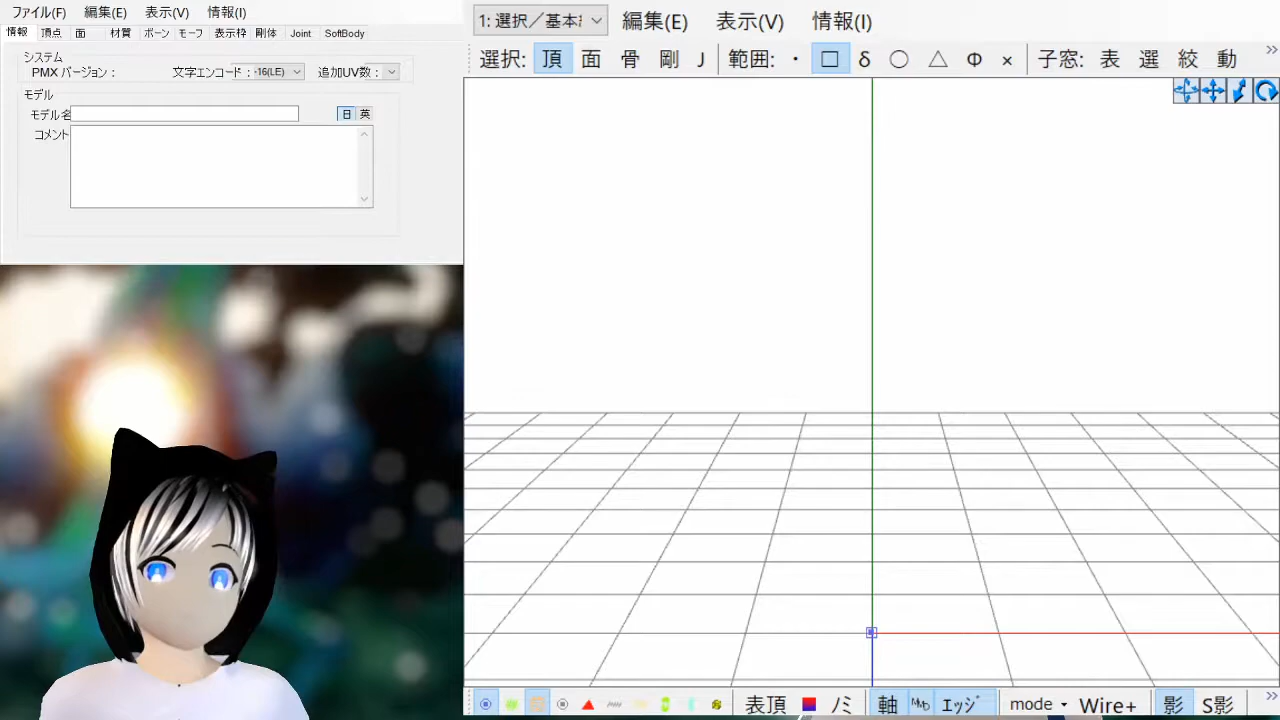 ファイル(F) 編集(E) 表示(V) 情報(I)
情報 頂点 面 材質 ボーン モーフ 表示枠 剛体 Joint SoftBody
システム
PMX バージョン : 文字エンコード : -16(LE) 追加UV数 :
モデル
モデル名 日 英
コメント
1: 選択／基本 編集(E) 表示(V) 情報(I)
選択: 頂 面 骨 剛 J 範囲: ・ □ δ ○ △ Φ × 子窓: 表 選 絞 動 »
表頂 ノミ 軸 MMD ｴｯｼﾞ mode Wire+ 影 S影 »